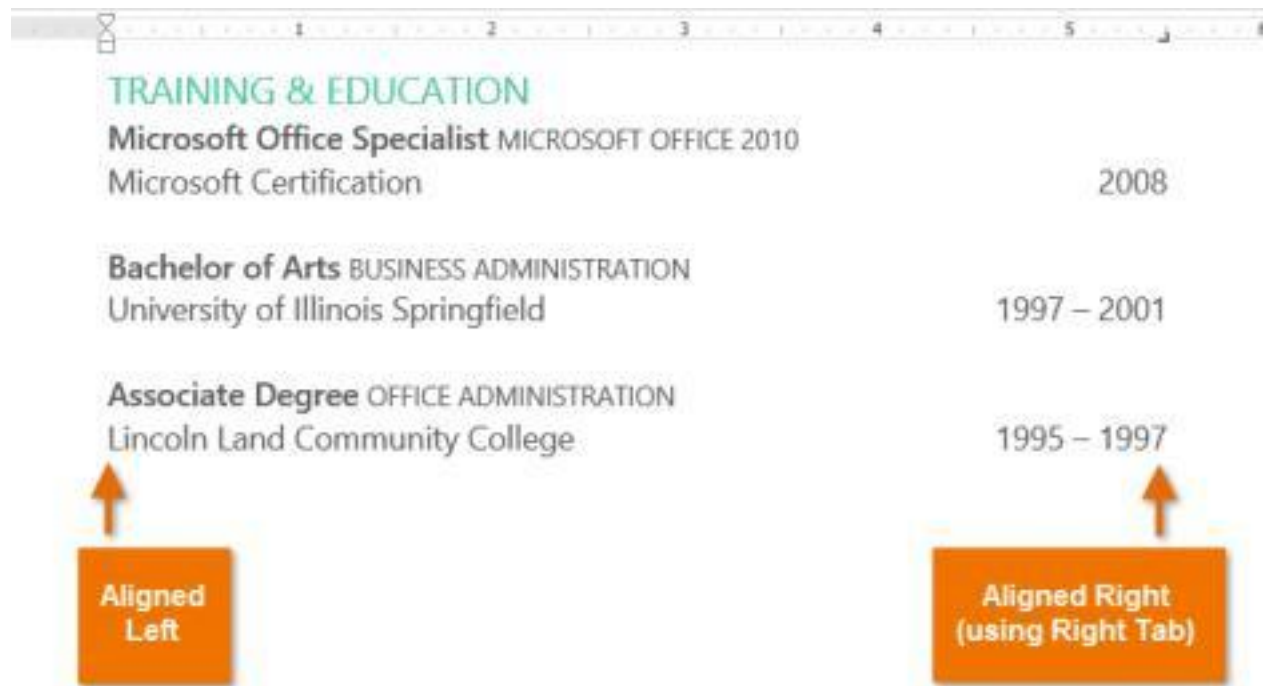 1 2 3 4 5 6
TRAINING & EDUCATION
Microsoft Office Specialist MICROSOFT OFFICE 2010
Microsoft Certification 2008
Bachelor of Arts BUSINESS ADMINISTRATION
University of Illinois Springfield 1997 – 2001
Associate Degree OFFICE ADMINISTRATION
Lincoln Land Community College 1995 – 1997
Aligned
Left
Aligned Right
(using Right Tab)